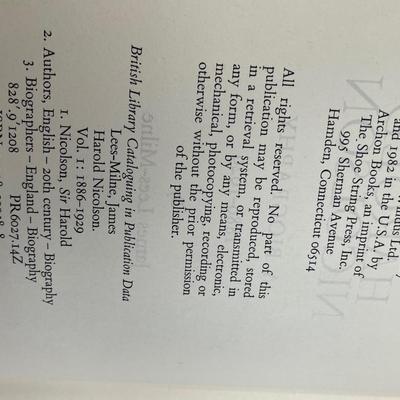 and 1982 in the U.S.A. by
Archon Books, an imprint of
The Shoe String Press, Inc.
995 Sherman Avenue
Hamden, Connecticut 06514
All rights reserved. No part of this
publication may be reproduced, stored
in a retrieval system, or transmitted in
any form, or by any means, electronic,
mechanical, photocopying, recording or
otherwise without the prior permission
of the publisher.
British Library Cataloguing in Publication Data
Lees-Milne, James
Harold Nicolson.
Vol. 1: 1886–1929
1. Nicolson, Sir Harold
2. Authors, English – 20th century – Biography
3. Biographers – England – Biography
828'.9'1208
PR6027.I4Z